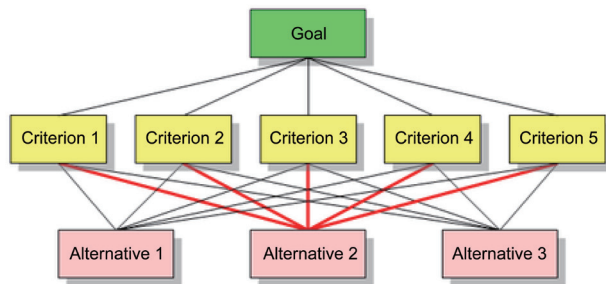 Goal
Criterion 1
Criterion 2
Criterion 3
Criterion 4
Criterion 5
Alternative 1
Alternative 2
Alternative 3